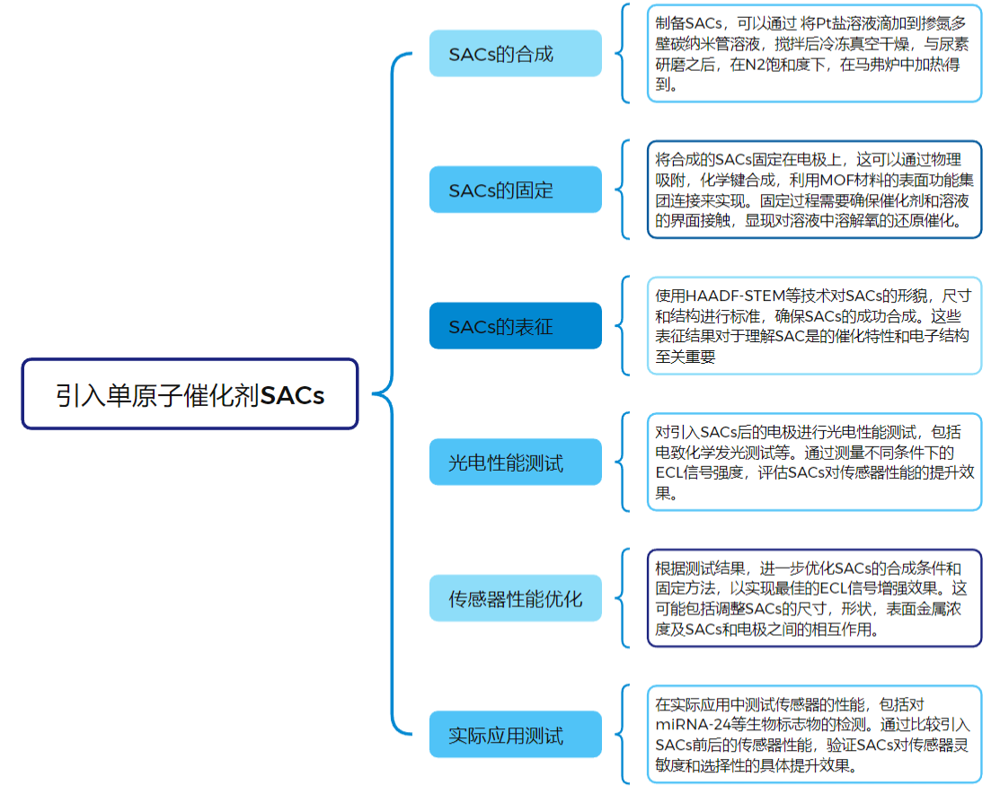 引入单原子催化剂SACs
SACs的合成
制备SACs，可以通过 将Pt盐溶液滴加到掺氮多
壁碳纳米管溶液，搅拌后冷冻真空干燥，与尿素
研磨之后，在N2饱和度下，在马弗炉中加热得
到。
SACs的固定
将合成的SACs固定在电极上，这可以通过物理
吸附，化学键合成，利用MOF材料的表面功能集
团连接来实现。固定过程需要确保催化剂和溶液
的界面接触，显现对溶液中溶解氧的还原催化。
SACs的表征
使用HAADF-STEM等技术对SACs的形貌，尺寸
和结构进行标准，确保SACs的成功合成。这些
表征结果对于理解SAC是的催化特性和电子结构
至关重要
光电性能测试
对引入SACs后的电极进行光电性能测试，包括
电致化学发光测试等。通过测量不同条件下的
ECL信号强度，评估SACs对传感器性能的提升效
果。
传感器性能优化
根据测试结果，进一步优化SACs的合成条件和
固定方法，以实现最佳的ECL信号增强效果。这
可能包括调整SACs的尺寸，形状，表面金属浓
度及SACs和电极之间的相互作用。
实际应用测试
在实际应用中测试传感器的性能，包括对
miRNA-24等生物标志物的检测。通过比较引入
SACs前后的传感器性能，验证SACs对传感器灵
敏度和选择性的具体提升效果。